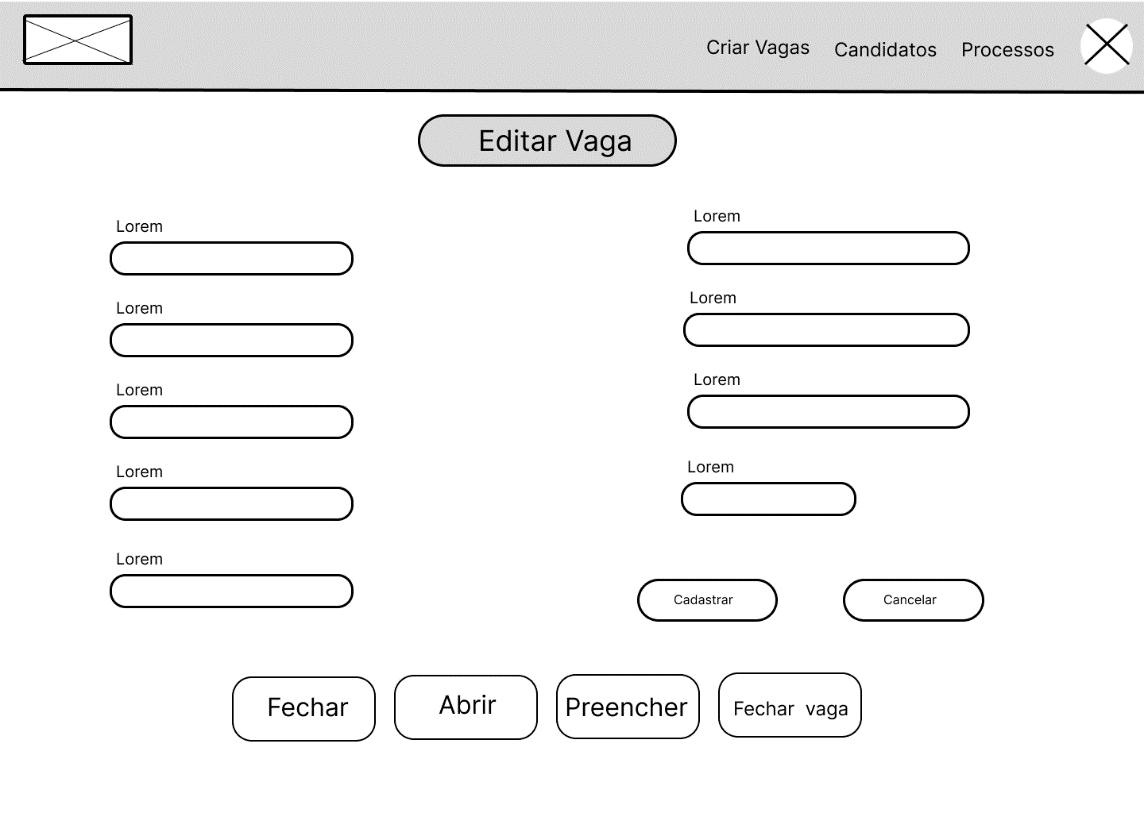 Criar Vagas Candidatos Processos
Editar Vaga
Lorem
Lorem
Lorem
Lorem
Lorem
Lorem
Lorem
Lorem
Lorem
Cadastrar Cancelar
Fechar Abrir Preencher Fechar vaga